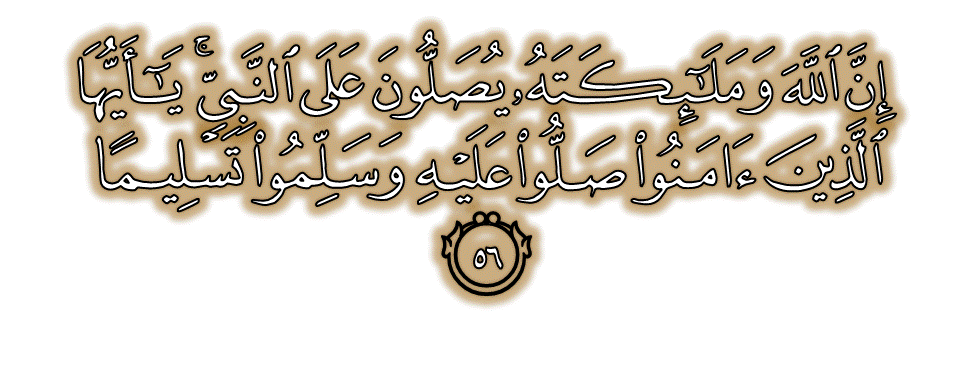 إِنَّ ٱللَّهَ وَمَلَٰٓئِكَتَهُۥ يُصَلُّونَ عَلَى ٱلنَّبِىِّ ۚ يَٰٓأَيُّهَا
ٱلَّذِينَ ءَامَنُوا۟ صَلُّوا۟ عَلَيْهِ وَسَلِّمُوا۟ تَسْلِيمًا
٥٦